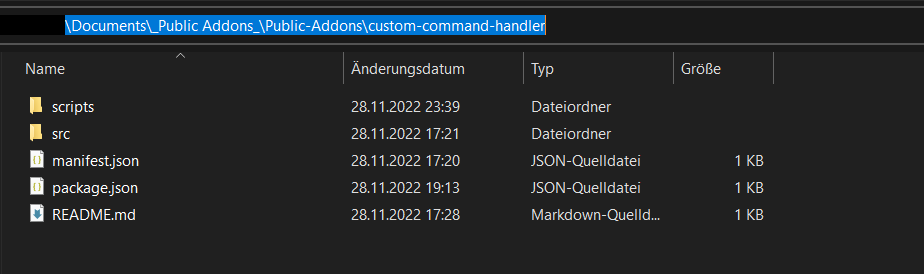 \Documents\_Public Addons_\Public-Addons\custom-command-handler
Name Änderungsdatum Typ Größe
scripts 28.11.2022 23:39 Dateiordner
src 28.11.2022 17:21 Dateiordner
manifest.json 28.11.2022 17:20 JSON-Quelldatei 1 KB
package.json 28.11.2022 19:13 JSON-Quelldatei 1 KB
README.md 28.11.2022 17:28 Markdown-Quelld... 1 KB